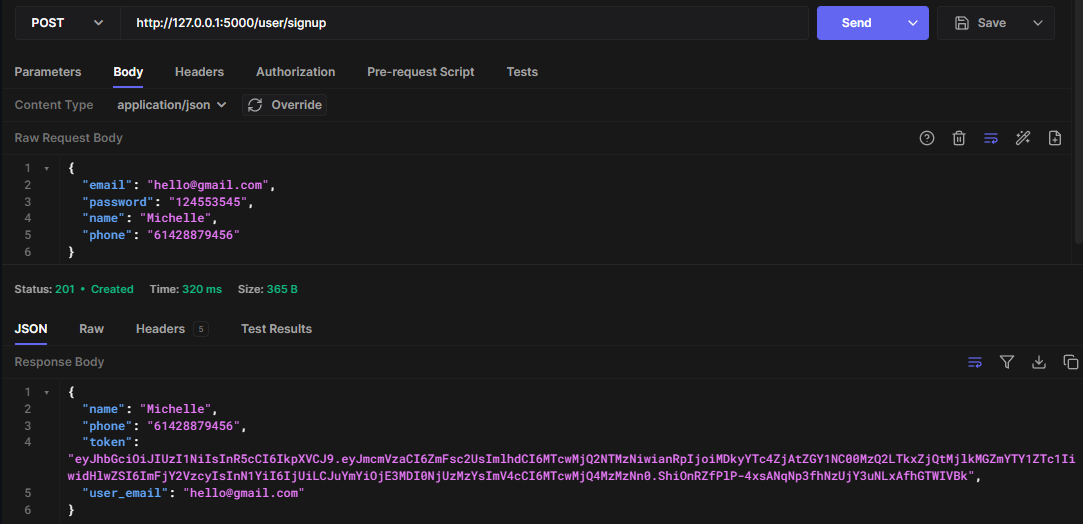 POST http://127.0.0.1:5000/user/signup Send Save
Parameters Body Headers Authorization Pre-request Script Tests
Content Type application/json Override
Raw Request Body
1 {
2 "email": "hello@gmail.com",
3 "password": "124553545",
4 "name": "Michelle",
5 "phone": "61428879456"
6 }
Status: 201 • Created Time: 320 ms Size: 365 B
JSON Raw Headers 5 Test Results
Response Body
1 {
2 "name": "Michelle",
3 "phone": "61428879456",
4 "token":
"eyJhbGciOiJIUzI1NiIsInR5cCI6IkpXVCJ9.eyJmcmVzaCI6ZmFsc2UsImlhdCI6MTcwMjQ2NTMzNiwianRpIjoiMDkyYTc4ZjAtZGY1NC00MzQ2LTkxZjQtMjlkMGZmYTY1ZTc1Ii
widHlwZSI6ImFjY2VzcyIsInN1YiI6IjUiLCJuYmYiOjE3MDI0NjUzMzYsImV4cCI6MTcwMjQ4MzMzNn0.ShiOnRZfPlP-4xsANqNp3fhNzUjY3uNLxAfhGTWIVBk",
5 "user_email": "hello@gmail.com"
6 }